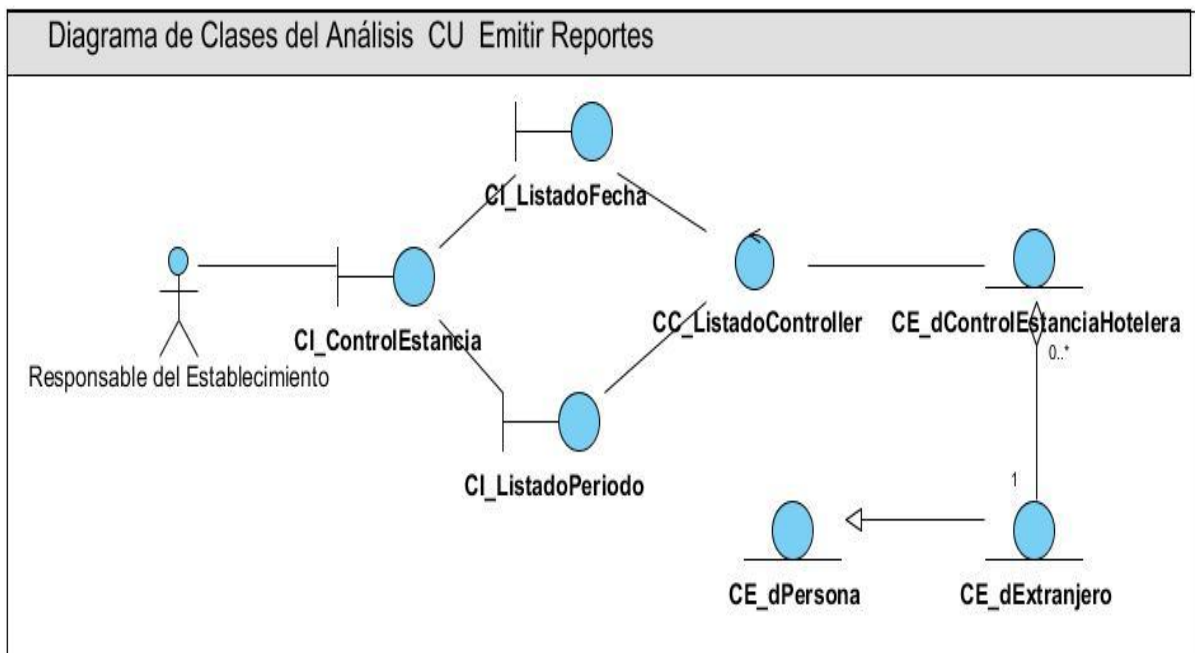 Diagrama de Clases del Análisis CU Emitir Reportes
CI_ListadoFecha
CI_ControlEstancia
CC_ListadoController
CE_dControlEstanciaHotelera
0..*
Responsable del Establecimiento
CI_ListadoPeriodo
1
CE_dPersona
CE_dExtranjero